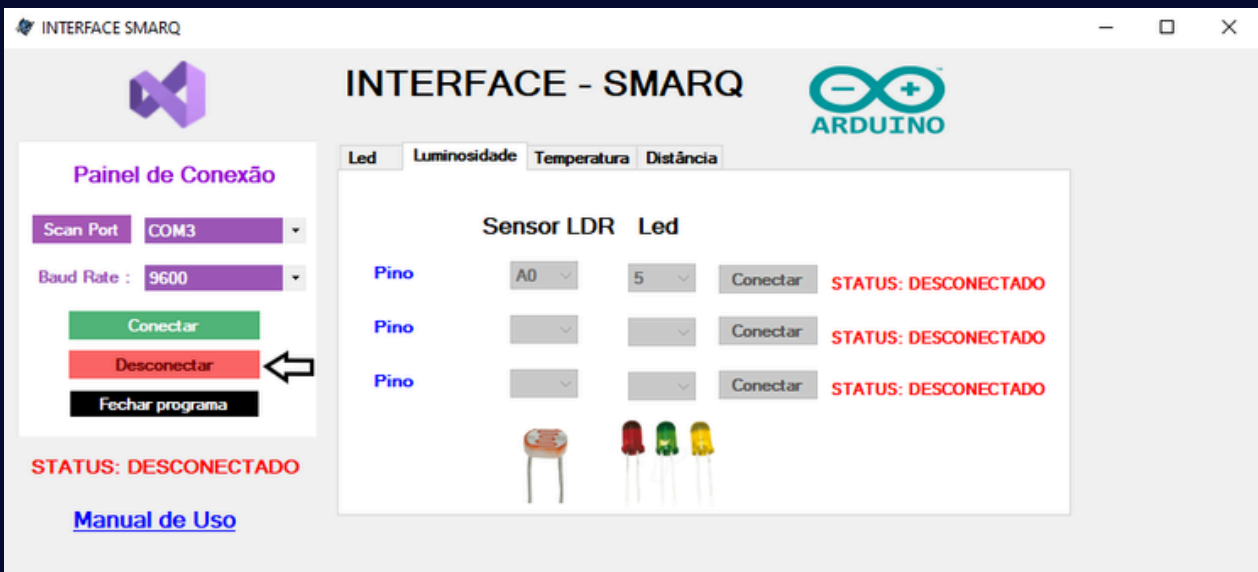 INTERFACE SMARQ
INTERFACE - SMARQ
ARDUINO
Painel de Conexão
Scan Port COM3
Baud Rate : 9600
Conectar
Desconectar
Fechar programa
STATUS: DESCONECTADO
Manual de Uso
Led Luminosidade Temperatura Distância
Sensor LDR Led
Pino A0 5 Conectar STATUS: DESCONECTADO
Pino Conectar STATUS: DESCONECTADO
Pino Conectar STATUS: DESCONECTADO